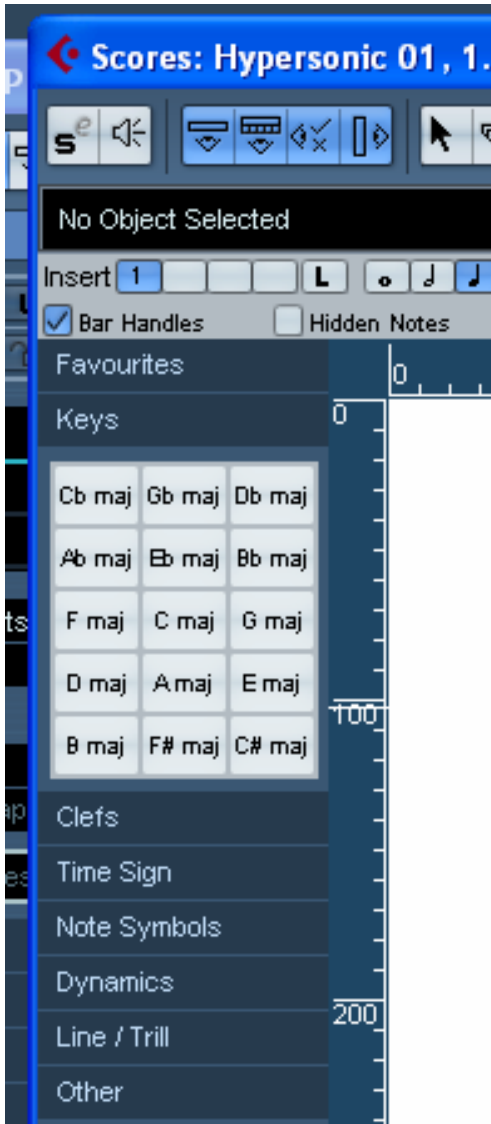 Scores: Hypersonic 01, 1.
se
No Object Selected
Insert 1 L
Bar Handles Hidden Notes
Favourites
0
Keys
0
Cb maj Gb maj Db maj
Ab maj Eb maj Bb maj
F maj C maj G maj
D maj A maj E maj
100
B maj F# maj C# maj
Clefs
Time Sign
Note Symbols
Dynamics
200
Line / Trill
Other